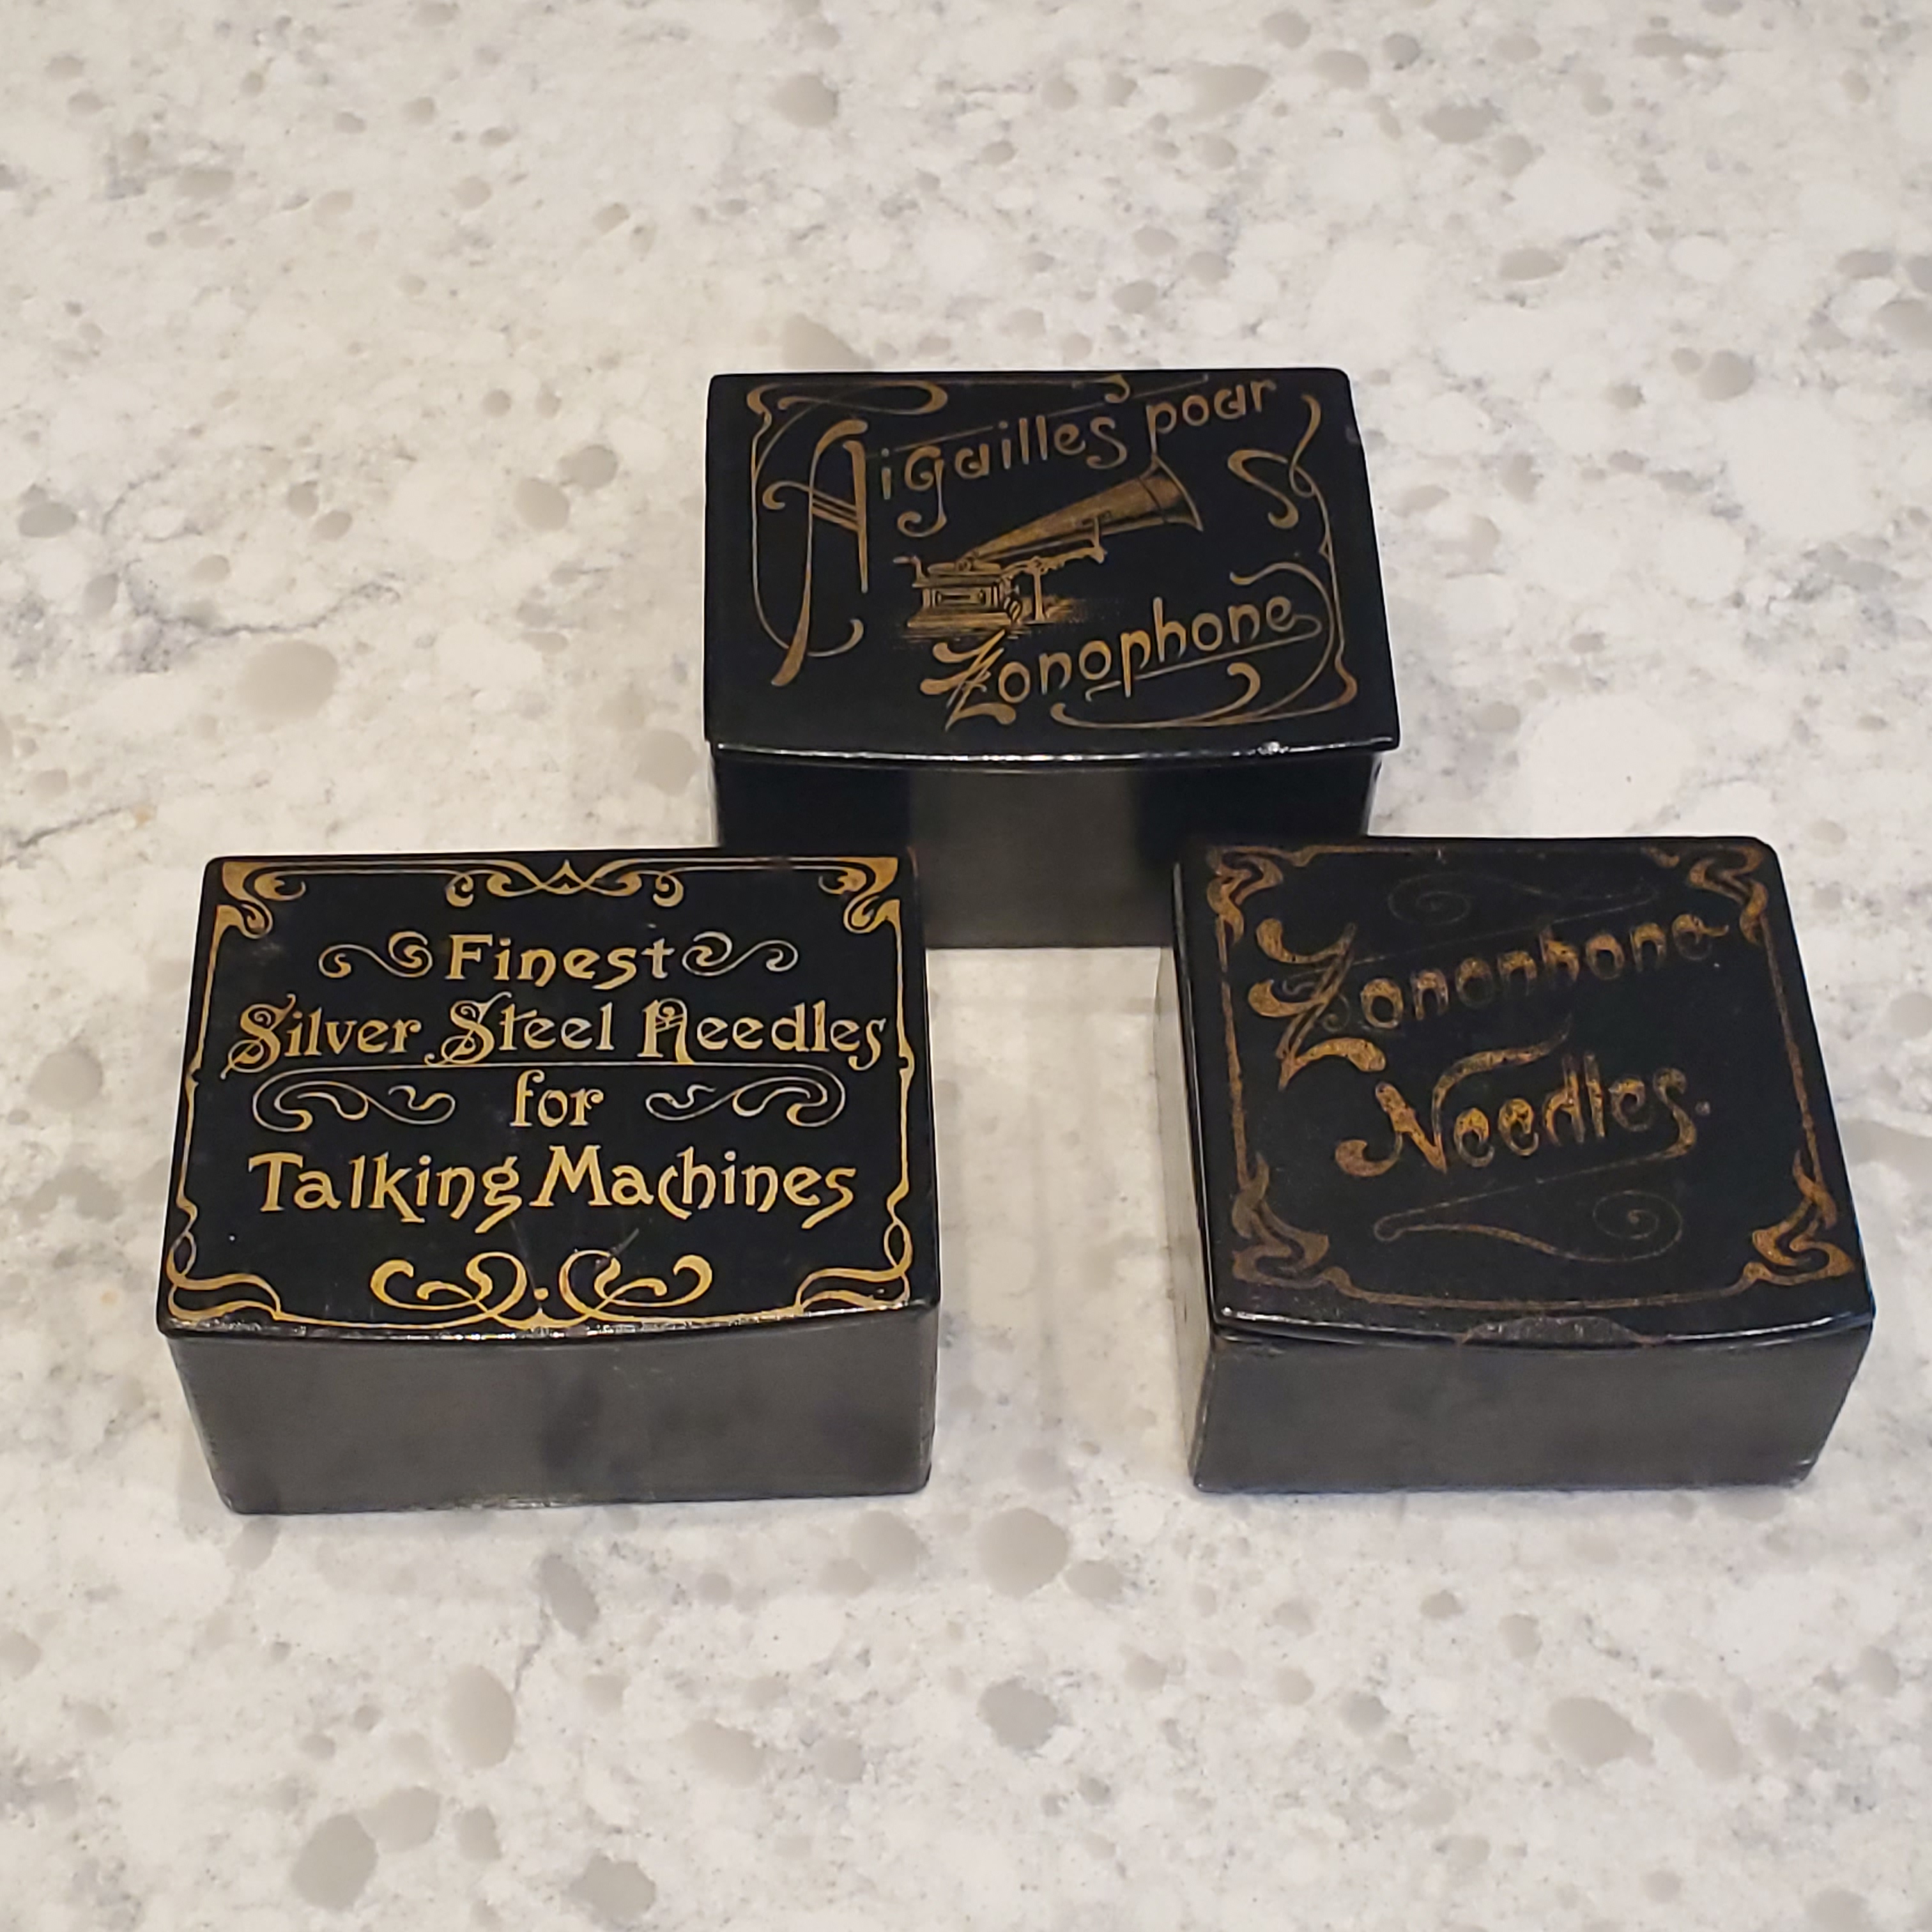 Aiguilles pour
Zonophone
Finest
Silver Steel Needles
for
Talking Machines
Zonophone
Needles.